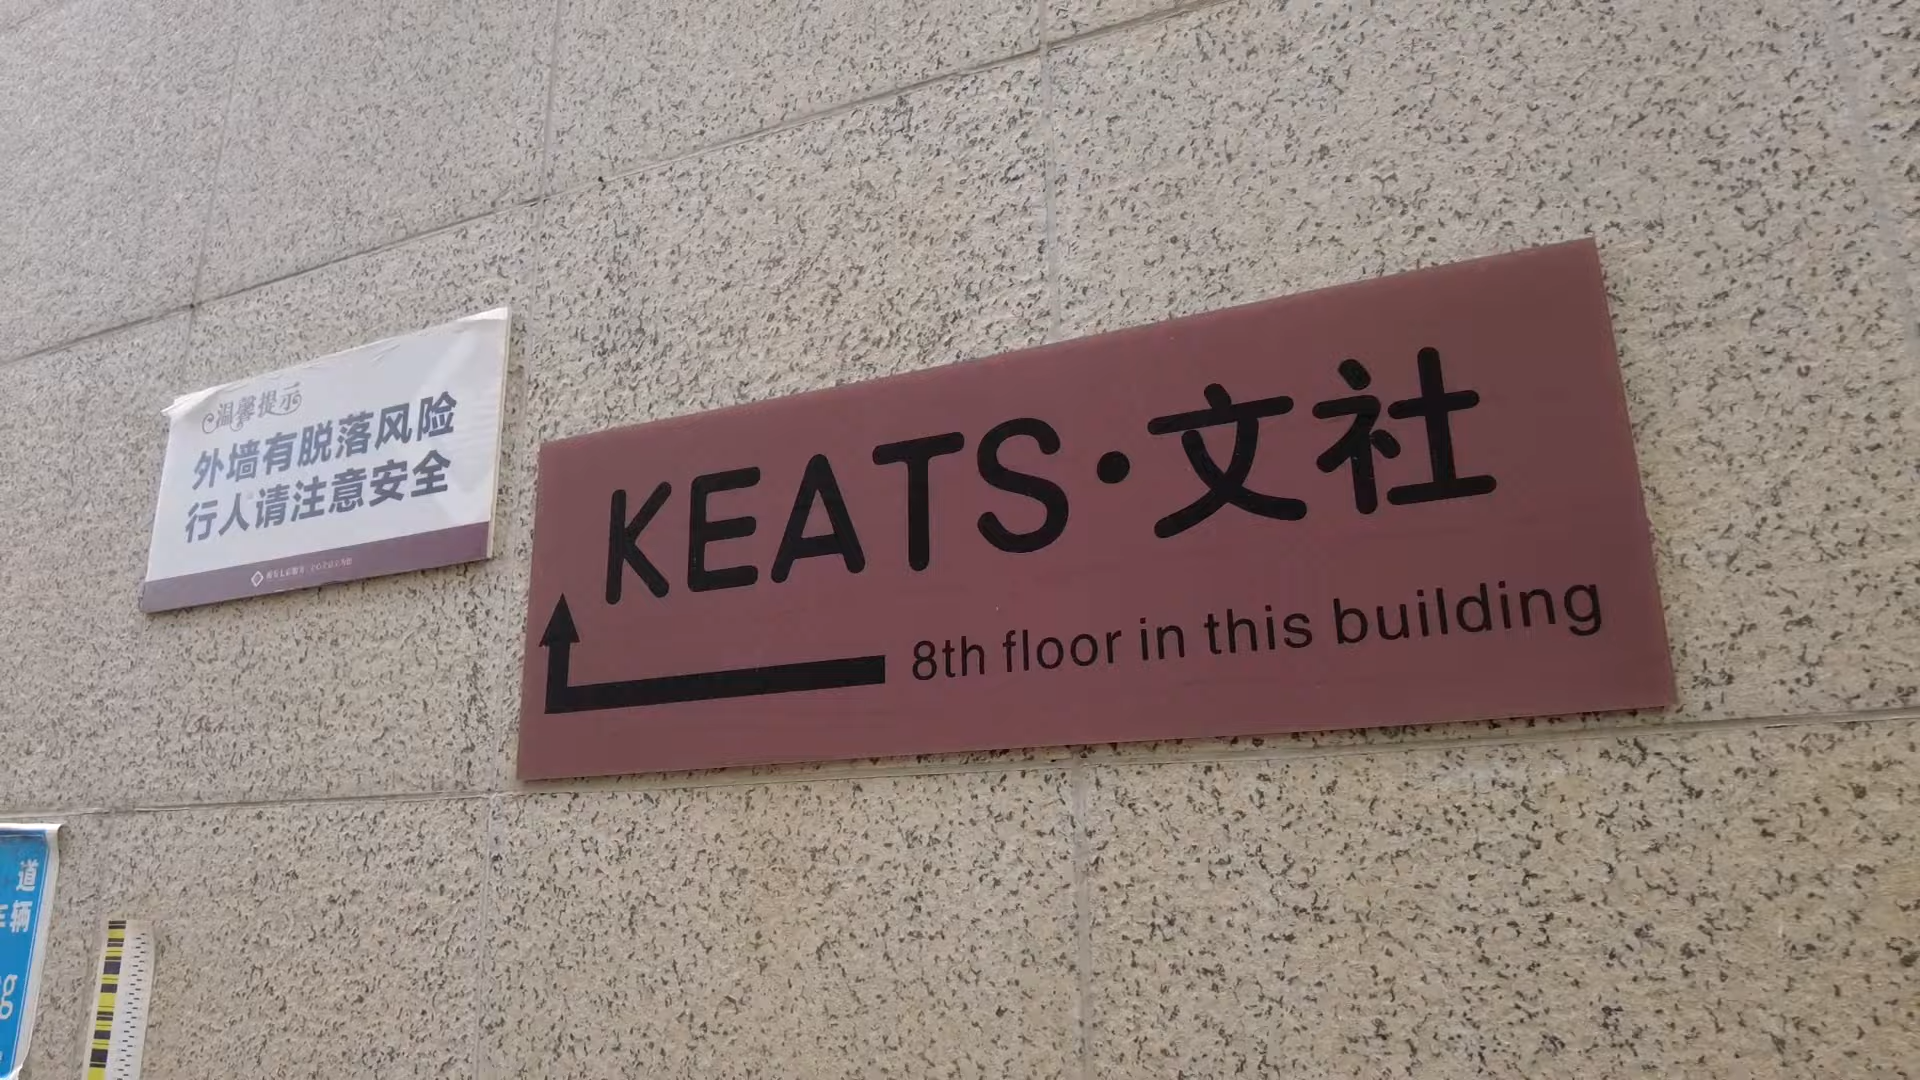 温馨提示
外墙有脱落风险
行人请注意安全
KEATS·文社
8th floor in this building
道
车辆
g